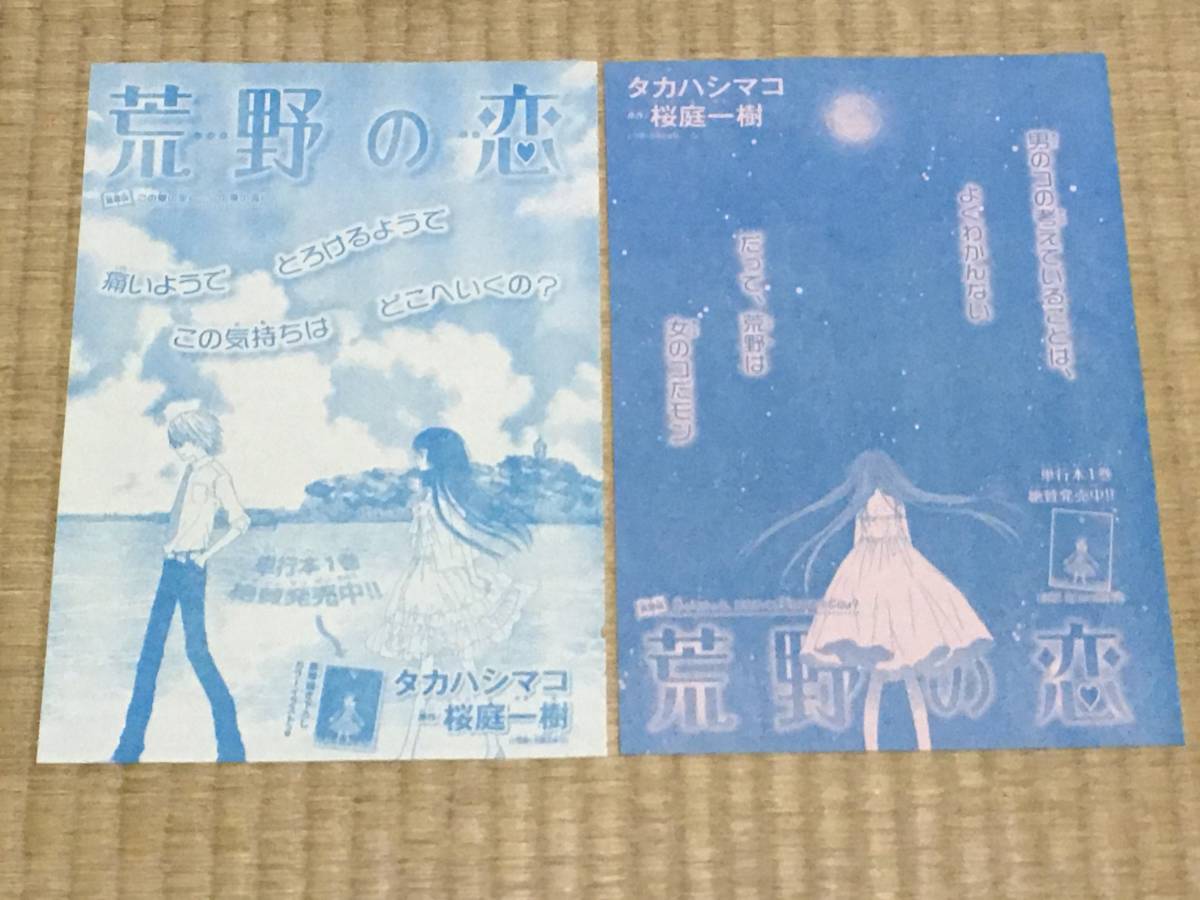 荒野の恋
痛いようで
とろけるようで
この気持ちは
どこへいくの？
単行本1巻
絶賛発売中!!
タカハシマコ
原作 桜庭一樹
タカハシマコ
原作 桜庭一樹
男のコの考えていることは、
よくわかんない
だって、荒野は
女のコだモン
単行本1巻
絶賛発売中!!
荒野の恋